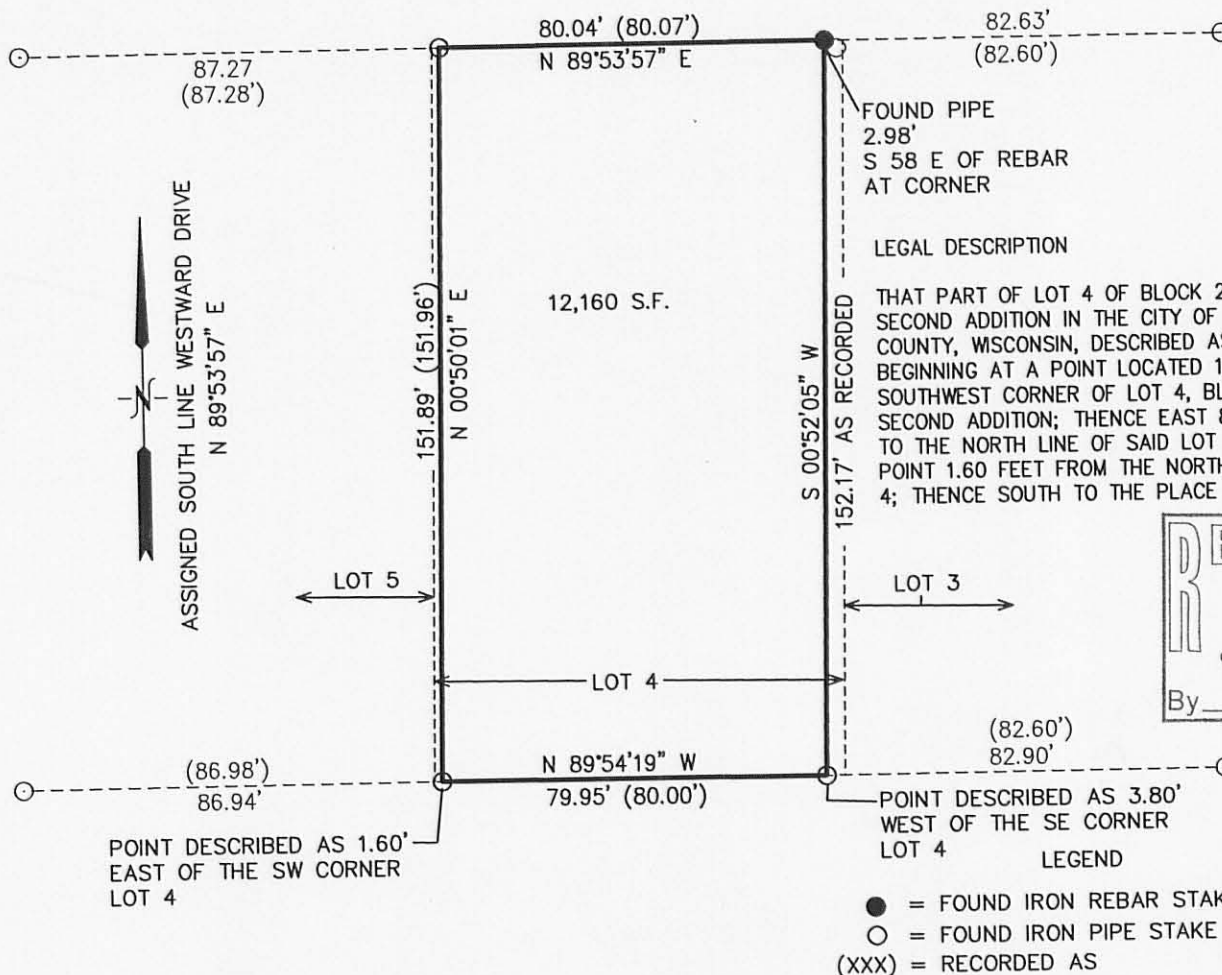 80.04' (80.07')
N 89°53'57" E
82.63'
(82.60')
87.27
(87.28')
FOUND PIPE
2.98'
S 58 E OF REBAR
AT CORNER
ASSIGNED SOUTH LINE WESTWARD DRIVE
N 89°53'57" E
N
151.89' (151.96')
N 00°50'01" E
12,160 S.F.
S 00°52'05" W
152.17' AS RECORDED
LEGAL DESCRIPTION
THAT PART OF LOT 4 OF BLOCK 2
SECOND ADDITION IN THE CITY OF
COUNTY, WISCONSIN, DESCRIBED AS
BEGINNING AT A POINT LOCATED 1
SOUTHWEST CORNER OF LOT 4,
SECOND ADDITION; THENCE EAST
TO THE NORTH LINE OF SAID LOT
POINT 1.60 FEET FROM THE NORTH
4; THENCE SOUTH TO THE PLACE
LOT 5
LOT 3
LOT 4
R
By
(86.98')
86.94'
N 89°54'19" W
79.95' (80.00')
(82.60')
82.90'
POINT DESCRIBED AS 1.60'
EAST OF THE SW CORNER
LOT 4
POINT DESCRIBED AS 3.80'
WEST OF THE SE CORNER
LOT 4
LEGEND
= FOUND IRON REBAR
= FOUND IRON PIPE STAKE
(XXX) = RECORDED AS